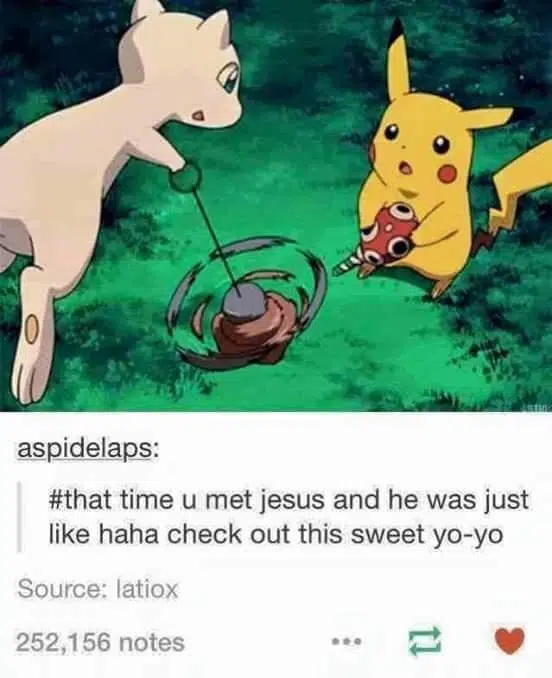 aspidelaps:
#that time u met jesus and he was just
like haha check out this sweet yo-yo
Source: latiox
252,156 notes